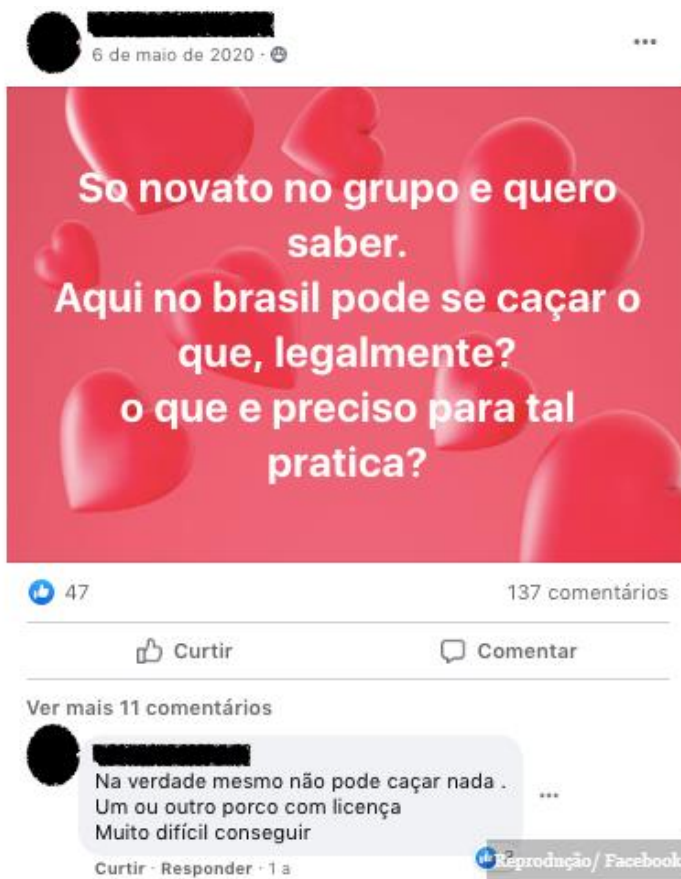 6 de maio de 2020 ·
So novato no grupo e quero
saber.
Aqui no brasil pode se caçar o
que, legalmente?
o que e preciso para tal
pratica?
47
137 comentários
Curtir
Comentar
Ver mais 11 comentários
Na verdade mesmo não pode caçar nada .
Um ou outro porco com licença
Muito difícil conseguir
Curtir · Responder · 1 a
Reprodução/ Facebook